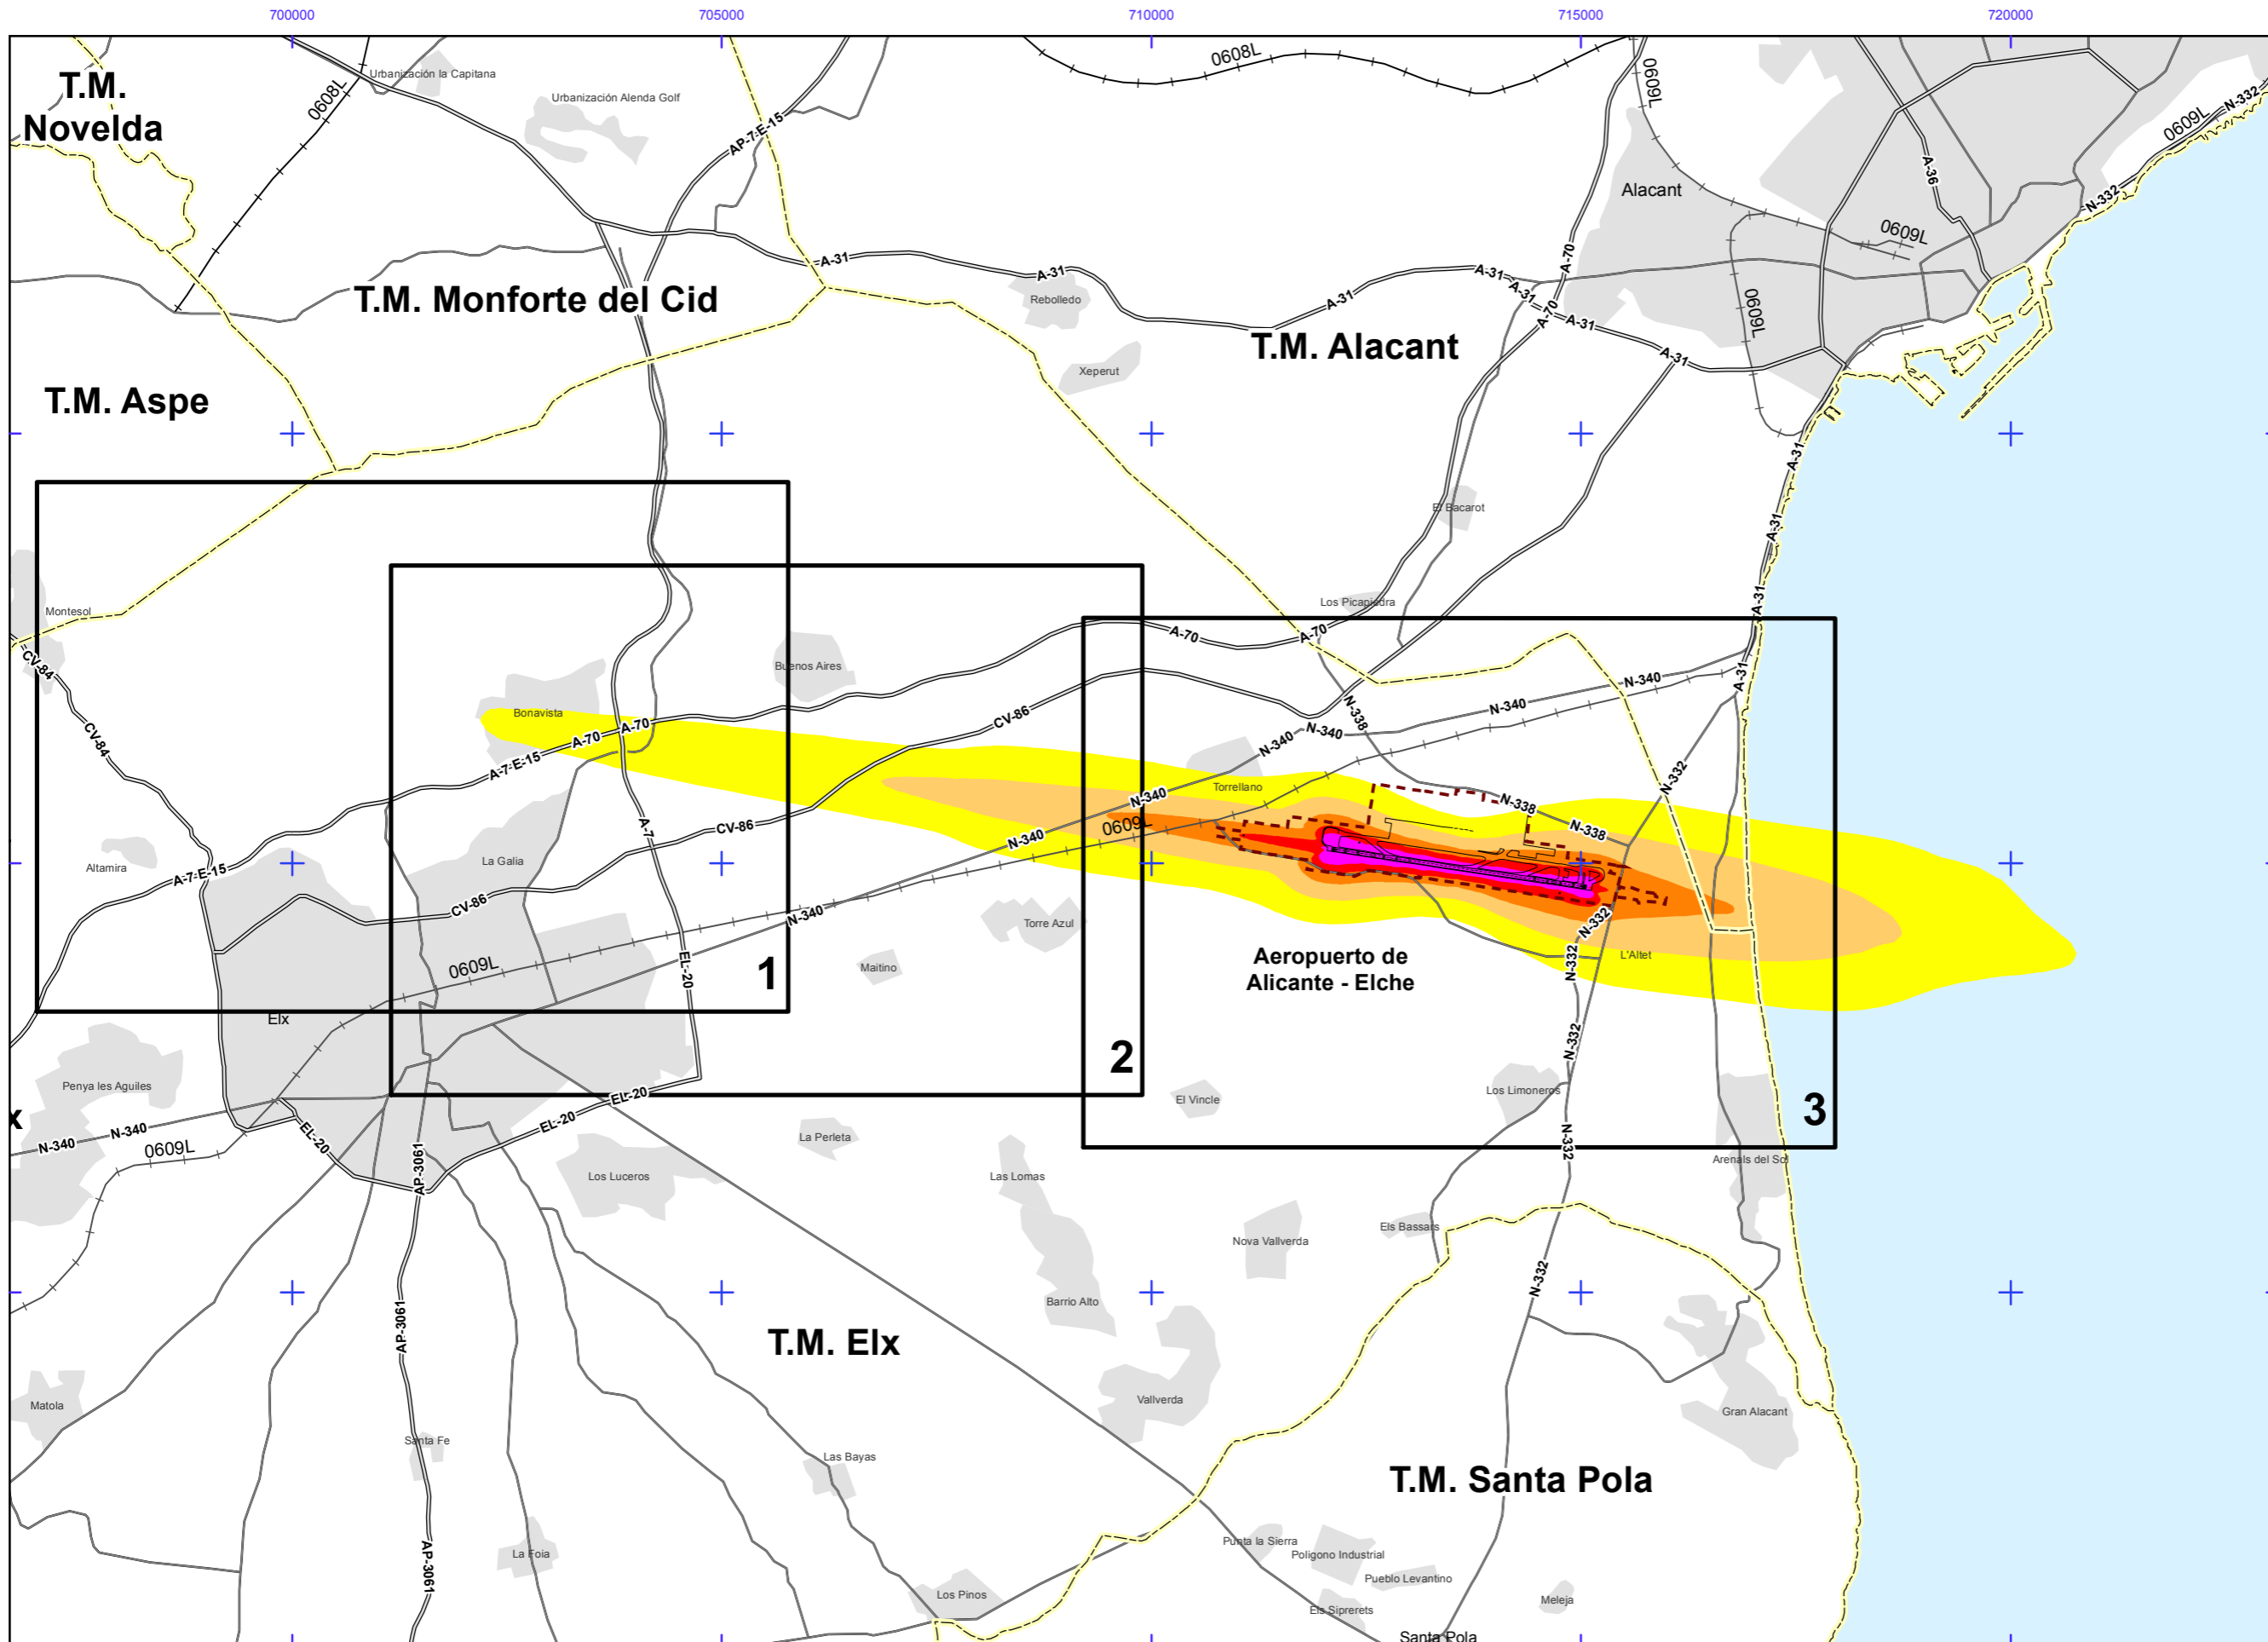 700000
705000
710000
715000
720000
T.M.
Novelda
Urbanización la Capitana
Urbanización Alenda Golf
0608L
0608L
0609L
0609L
N-332
AP-7-E-15
A-36
N-332
Alacant
0609L
A-31
A-31
A-31
A-31
A-70
A-31
A-70
A-31
A-31
0609L
T.M. Monforte del Cid
Rebolledo
T.M. Alacant
Xeperut
T.M. Aspe
A-31
El Bacarot
A-31
Montesol
Los Picapiedra
A-31
CV-84
Buenos Aires
A-70
A-70
N-340
A-31
Bonavista
A-70
A-70
CV-86
N-338
N-340
N-340
N-340
CV-84
A-7-E-15
N-332
Torrellano
N-340
N-338
N-338
A-7
CV-86
N-340
0609L
La Galia
Altamira
A-7-E-15
CV-86
N-340
Torre Azul
N-332
N-332
L'Altet
Aeropuerto de
Alicante - Elche
0609L
EL-20
Maitino
1
Elx
2
N-332
3
Penya les Aguiles
x
Los Limoneros
El Vincle
EL-20
EL-20
EL-20
N-340
N-340
0609L
La Perleta
N-332
AP-3061
Los Luceros
Las Lomas
Arenals del Sol
Nova Vallverda
Els Bassars
N-332
Barrio Alto
AP-3061
T.M. Elx
Matola
Vallverda
Gran Alacant
Santa Fe
Las Bayas
T.M. Santa Pola
AP-3061
La Foia
Punta la Sierra
Poligono Industrial
Pueblo Levantino
Los Pinos
Meleja
Els Siprerets
Santa Pola